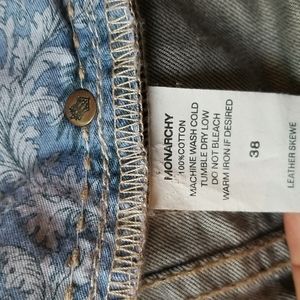 MONARCHY
100%COTTON
MACHINE WASH COLD
TUMBLE DRY LOW
DO NOT BLEACH
WARM IRON IF DESIRED
38
LEATHER SKEWE